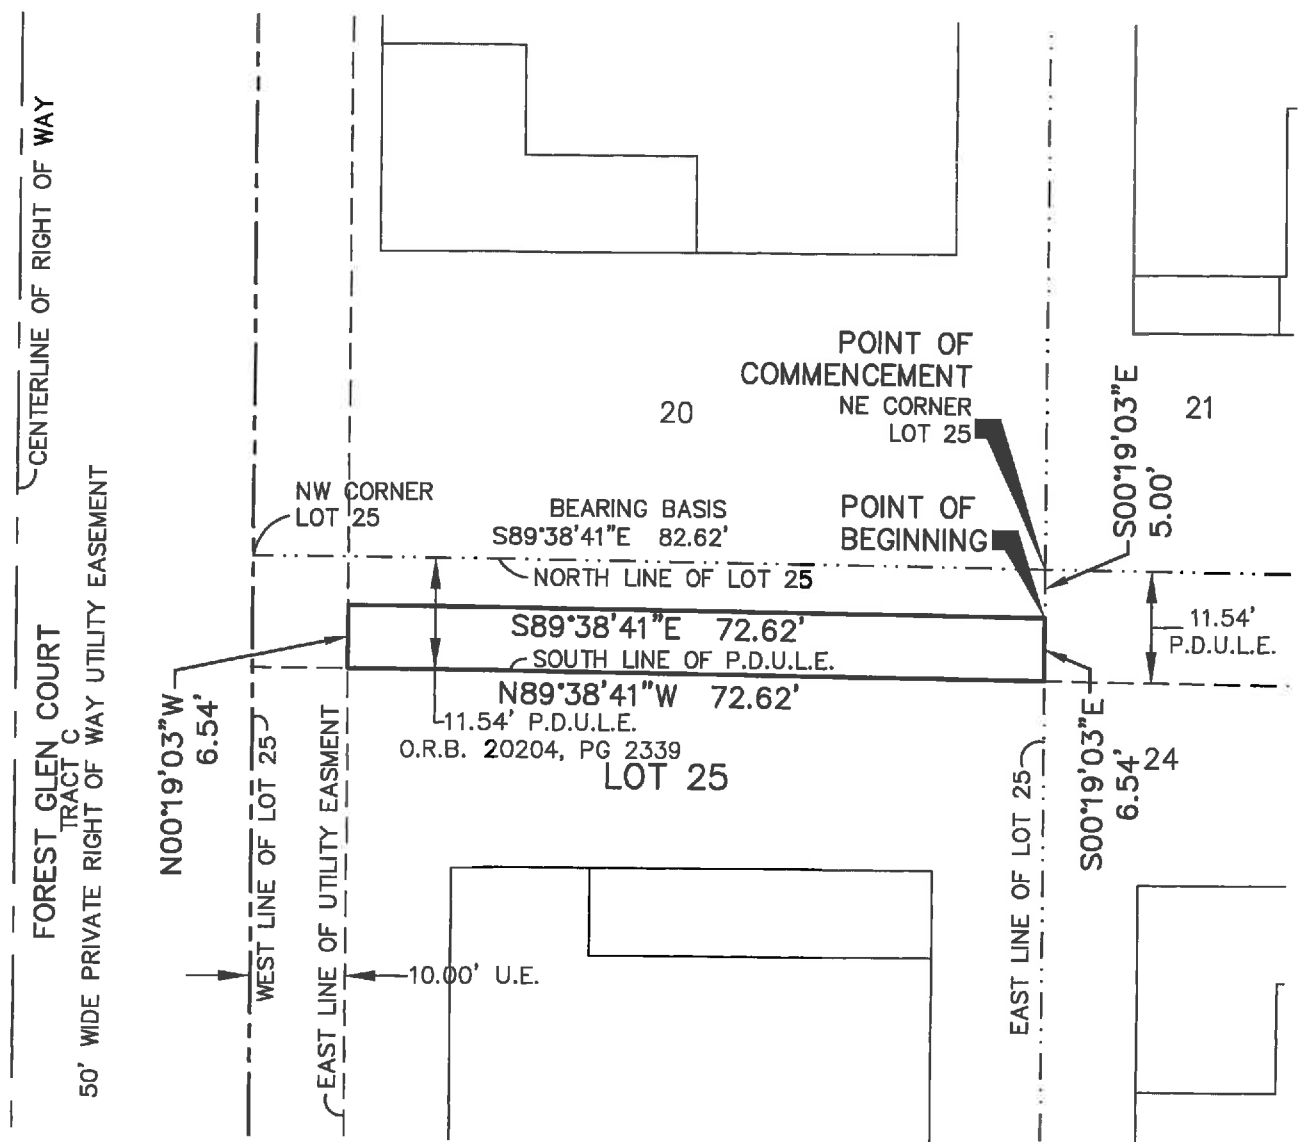 CENTERLINE OF RIGHT OF WAY
FOREST GLEN COURT
TRACT C
50' WIDE PRIVATE RIGHT OF WAY UTILITY EASEMENT
POINT OF
COMMENCEMENT
NE CORNER
LOT 25
20
21
S00°19'03"E
5.00'
NW CORNER
LOT 25
BEARING BASIS
S89°38'41"E 82.62'
POINT OF
BEGINNING
NORTH LINE OF LOT 25
S89°38'41"E 72.62'
11.54'
P.D.U.L.E.
SOUTH LINE OF P.D.U.L.E.
N89°38'41"W 72.62'
11.54' P.D.U.L.E.
O.R.B. 20204, PG 2339
LOT 25
N00°19'03"W
6.54'
S00°19'03"E
6.54'
24
WEST LINE OF LOT 25
EAST LINE OF UTILITY EASMENT
EAST LINE OF LOT 25
10.00' U.E.